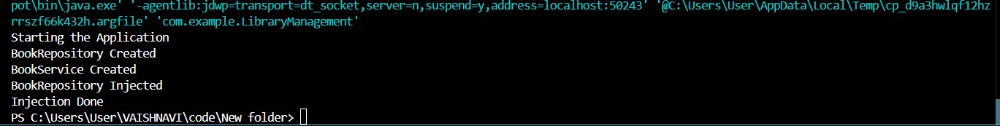 pot\bin\java.exe' '-agentlib:jdwp=transport=dt_socket,server=n,suspend=y,address=localhost:50243' '@C:\Users\User\AppData\Local\Temp\cp_d9a3hwlqf12hz
rrszf66k432h.argfile' 'com.example.LibraryManagement'
Starting the Application
BookRepository Created
BookService Created
BookRepository Injected
Injection Done
PS C:\Users\User\VAISHNAVI\code\New folder>